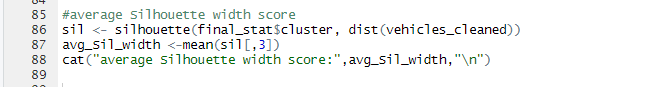 85 #average Silhouette width score
86 sil <- silhouette(final_stat$cluster, dist(vehicles_cleaned))
87 avg_Sil_width <-mean(sil[,3])
88 cat("average Silhouette width score:",avg_Sil_width,"\n")
89